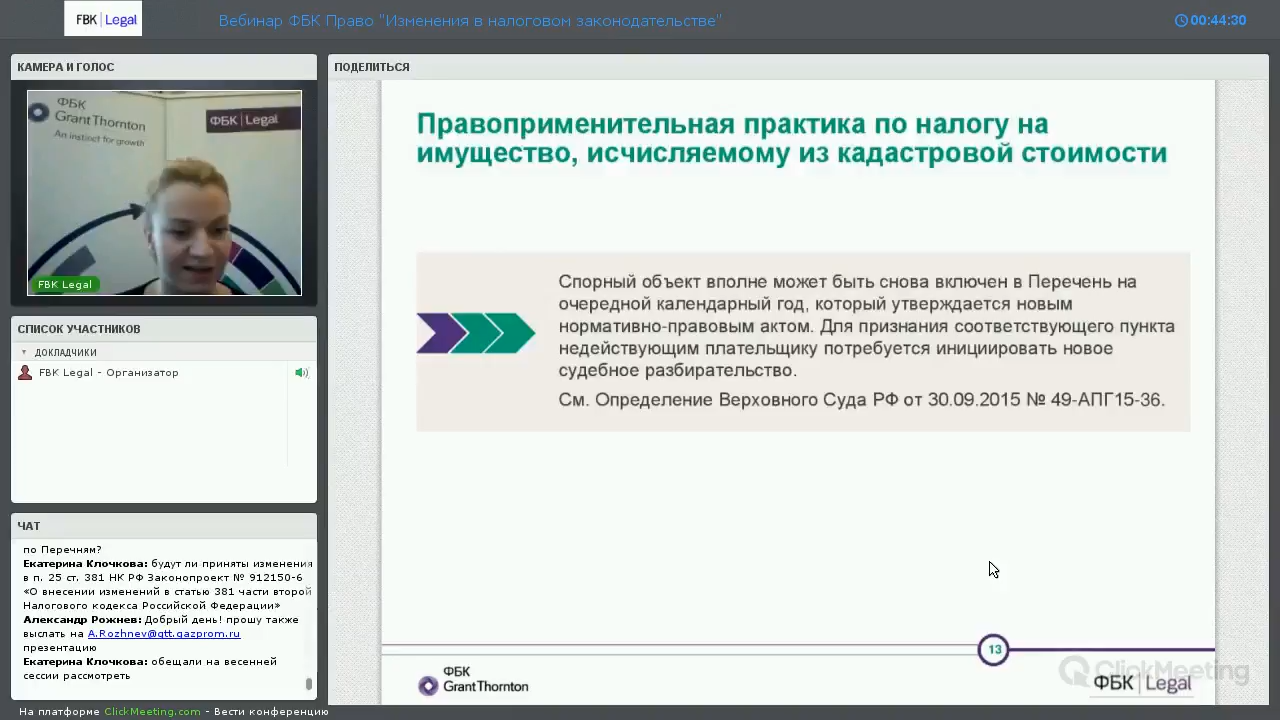 FBK Legal
Вебинар ФБК Право "Изменения в налоговом законодательстве"
00:44:30
КАМЕРА И ГОЛОС
ФБК
Grant Thornton
An instinct for growth
ФБК Legal
FBK Legal
СПИСОК УЧАСТНИКОВ
ДОКЛАДЧИКИ
FBK Legal - Организатор
ЧАТ
по Перечням?
Екатерина Клочкова: будут ли приняты изменения
в п. 25 ст. 381 НК РФ Законопроект № 912150-6
«О внесении изменений в статью 381 части второй
Налогового кодекса Российской Федерации»
Александр Рожнев: Добрый день! прошу также
выслать на A.Rozhnev@gtt.gazprom.ru
презентацию
Екатерина Клочкова: обещали на весенней
сессии рассмотреть
ПОДЕЛИТЬСЯ
Правоприменительная практика по налогу на
имущество, исчисляемому из кадастровой стоимости
Спорный объект вполне может быть снова включен в Перечень на
очередной календарный год, который утверждается новым
нормативно-правовым актом. Для признания соответствующего пункта
недействующим плательщику потребуется инициировать новое
судебное разбирательство.
См. Определение Верховного Суда РФ от 30.09.2015 № 49-АПГ15-36.
13
ФБК
Grant Thornton
ClickMeeting
ФБК Legal
На платформе ClickMeeting.com - Вести конференцию